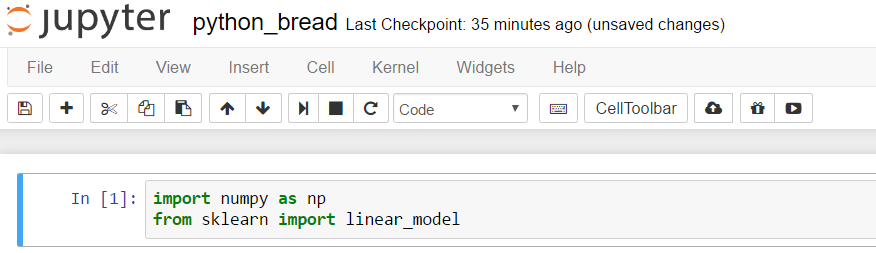 jupyter python_bread Last Checkpoint: 35 minutes ago (unsaved changes)
File Edit View Insert Cell Kernel Widgets Help
Code CellToolbar
In [1]: import numpy as np
from sklearn import linear_model